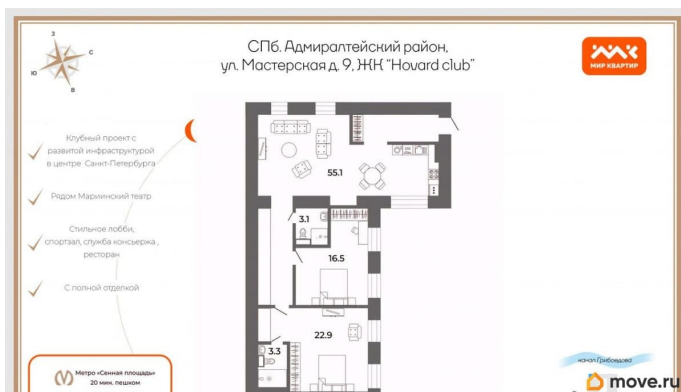 СПб. Адмиралтейский район,
ул. Мастерская д. 9, ЖК "Hovard club"
МИР КВАРТИР
З
С
Ю
В
Клубный проект с
развитой инфраструктурой
в центре Санкт-Петербурга
Рядом Мариинский театр
Стильное лобби,
спортзал, служба консьержа,
ресторан
С полной отделкой
55.1
3.1
16.5
22.9
3.3
Метро «Сенная площадь»
20 мин. пешком
канал Грибоедова
move.ru